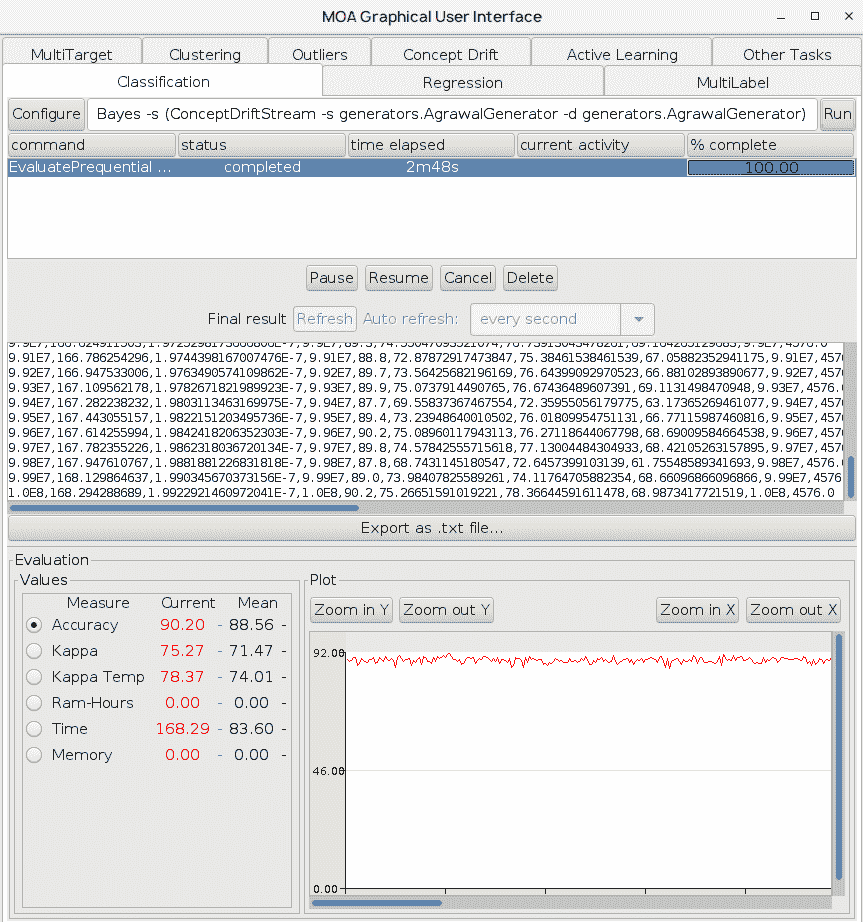 MOA Graphical User Interface
MultiTarget Clustering Outliers Concept Drift Active Learning Other Tasks
Classification Regression MultiLabel
Configure Bayes -s (ConceptDriftStream -s generators.AgrawalGenerator -d generators.AgrawalGenerator) Run
command status time elapsed current activity % complete
EvaluatePrequential ... completed 2m48s 100.00
Pause Resume Cancel Delete
Final result Refresh Auto refresh: every second
9.91E7,166.786254296,1.9744398167007476E-7,9.91E7,88.8,72.87872917473847,75.38461538461539,67.05882352941175,9.91E7,4576
9.92E7,166.947533006,1.9763490574109862E-7,9.92E7,89.7,73.56425682196169,76.64399092970523,66.88102893890677,9.92E7,4576
9.93E7,167.109562178,1.9782671821989923E-7,9.93E7,89.9,75.0737914490765,76.67436489607391,69.1131498470948,9.93E7,4576.
9.94E7,167.282238232,1.9803113463169975E-7,9.94E7,87.7,69.55837367467554,72.35955056179775,63.17365269461077,9.94E7,4576
9.95E7,167.443055157,1.9822151203495736E-7,9.95E7,89.4,73.23948640010502,76.01809954751131,66.77115987460816,9.95E7,4576
9.96E7,167.614255994,1.9842418206352303E-7,9.96E7,90.2,75.08960117943113,76.27118644067798,68.69009584664538,9.96E7,4576
9.97E7,167.782355226,1.9862318036720134E-7,9.97E7,89.8,74.57842555715618,77.13004484304933,68.42105263157895,9.97E7,4576
9.98E7,167.947610767,1.9881881226831818E-7,9.98E7,87.8,68.7431145180547,72.6457399103139,61.75548589341693,9.98E7,4576.
9.99E7,168.129864637,1.990345670373156E-7,9.99E7,89.0,73.98407825589261,74.11764705882354,68.66096866096866,9.99E7,4576
1.0E8,168.294288689,1.9922921460972041E-7,1.0E8,90.2,75.26651591019221,78.36644591611478,68.9873417721519,1.0E8,4576.0
Export as .txt file...
Evaluation
Values Plot
Measure Current Mean
Zoom in Y Zoom out Y Zoom in X Zoom out X
Accuracy 90.20 - 88.56 -
Kappa 75.27 - 71.47 -
Kappa Temp 78.37 - 74.01 -
Ram-Hours 0.00 - 0.00 -
Time 168.29 - 83.60 -
Memory 0.00 - 0.00 -
92.00
46.00
0.00